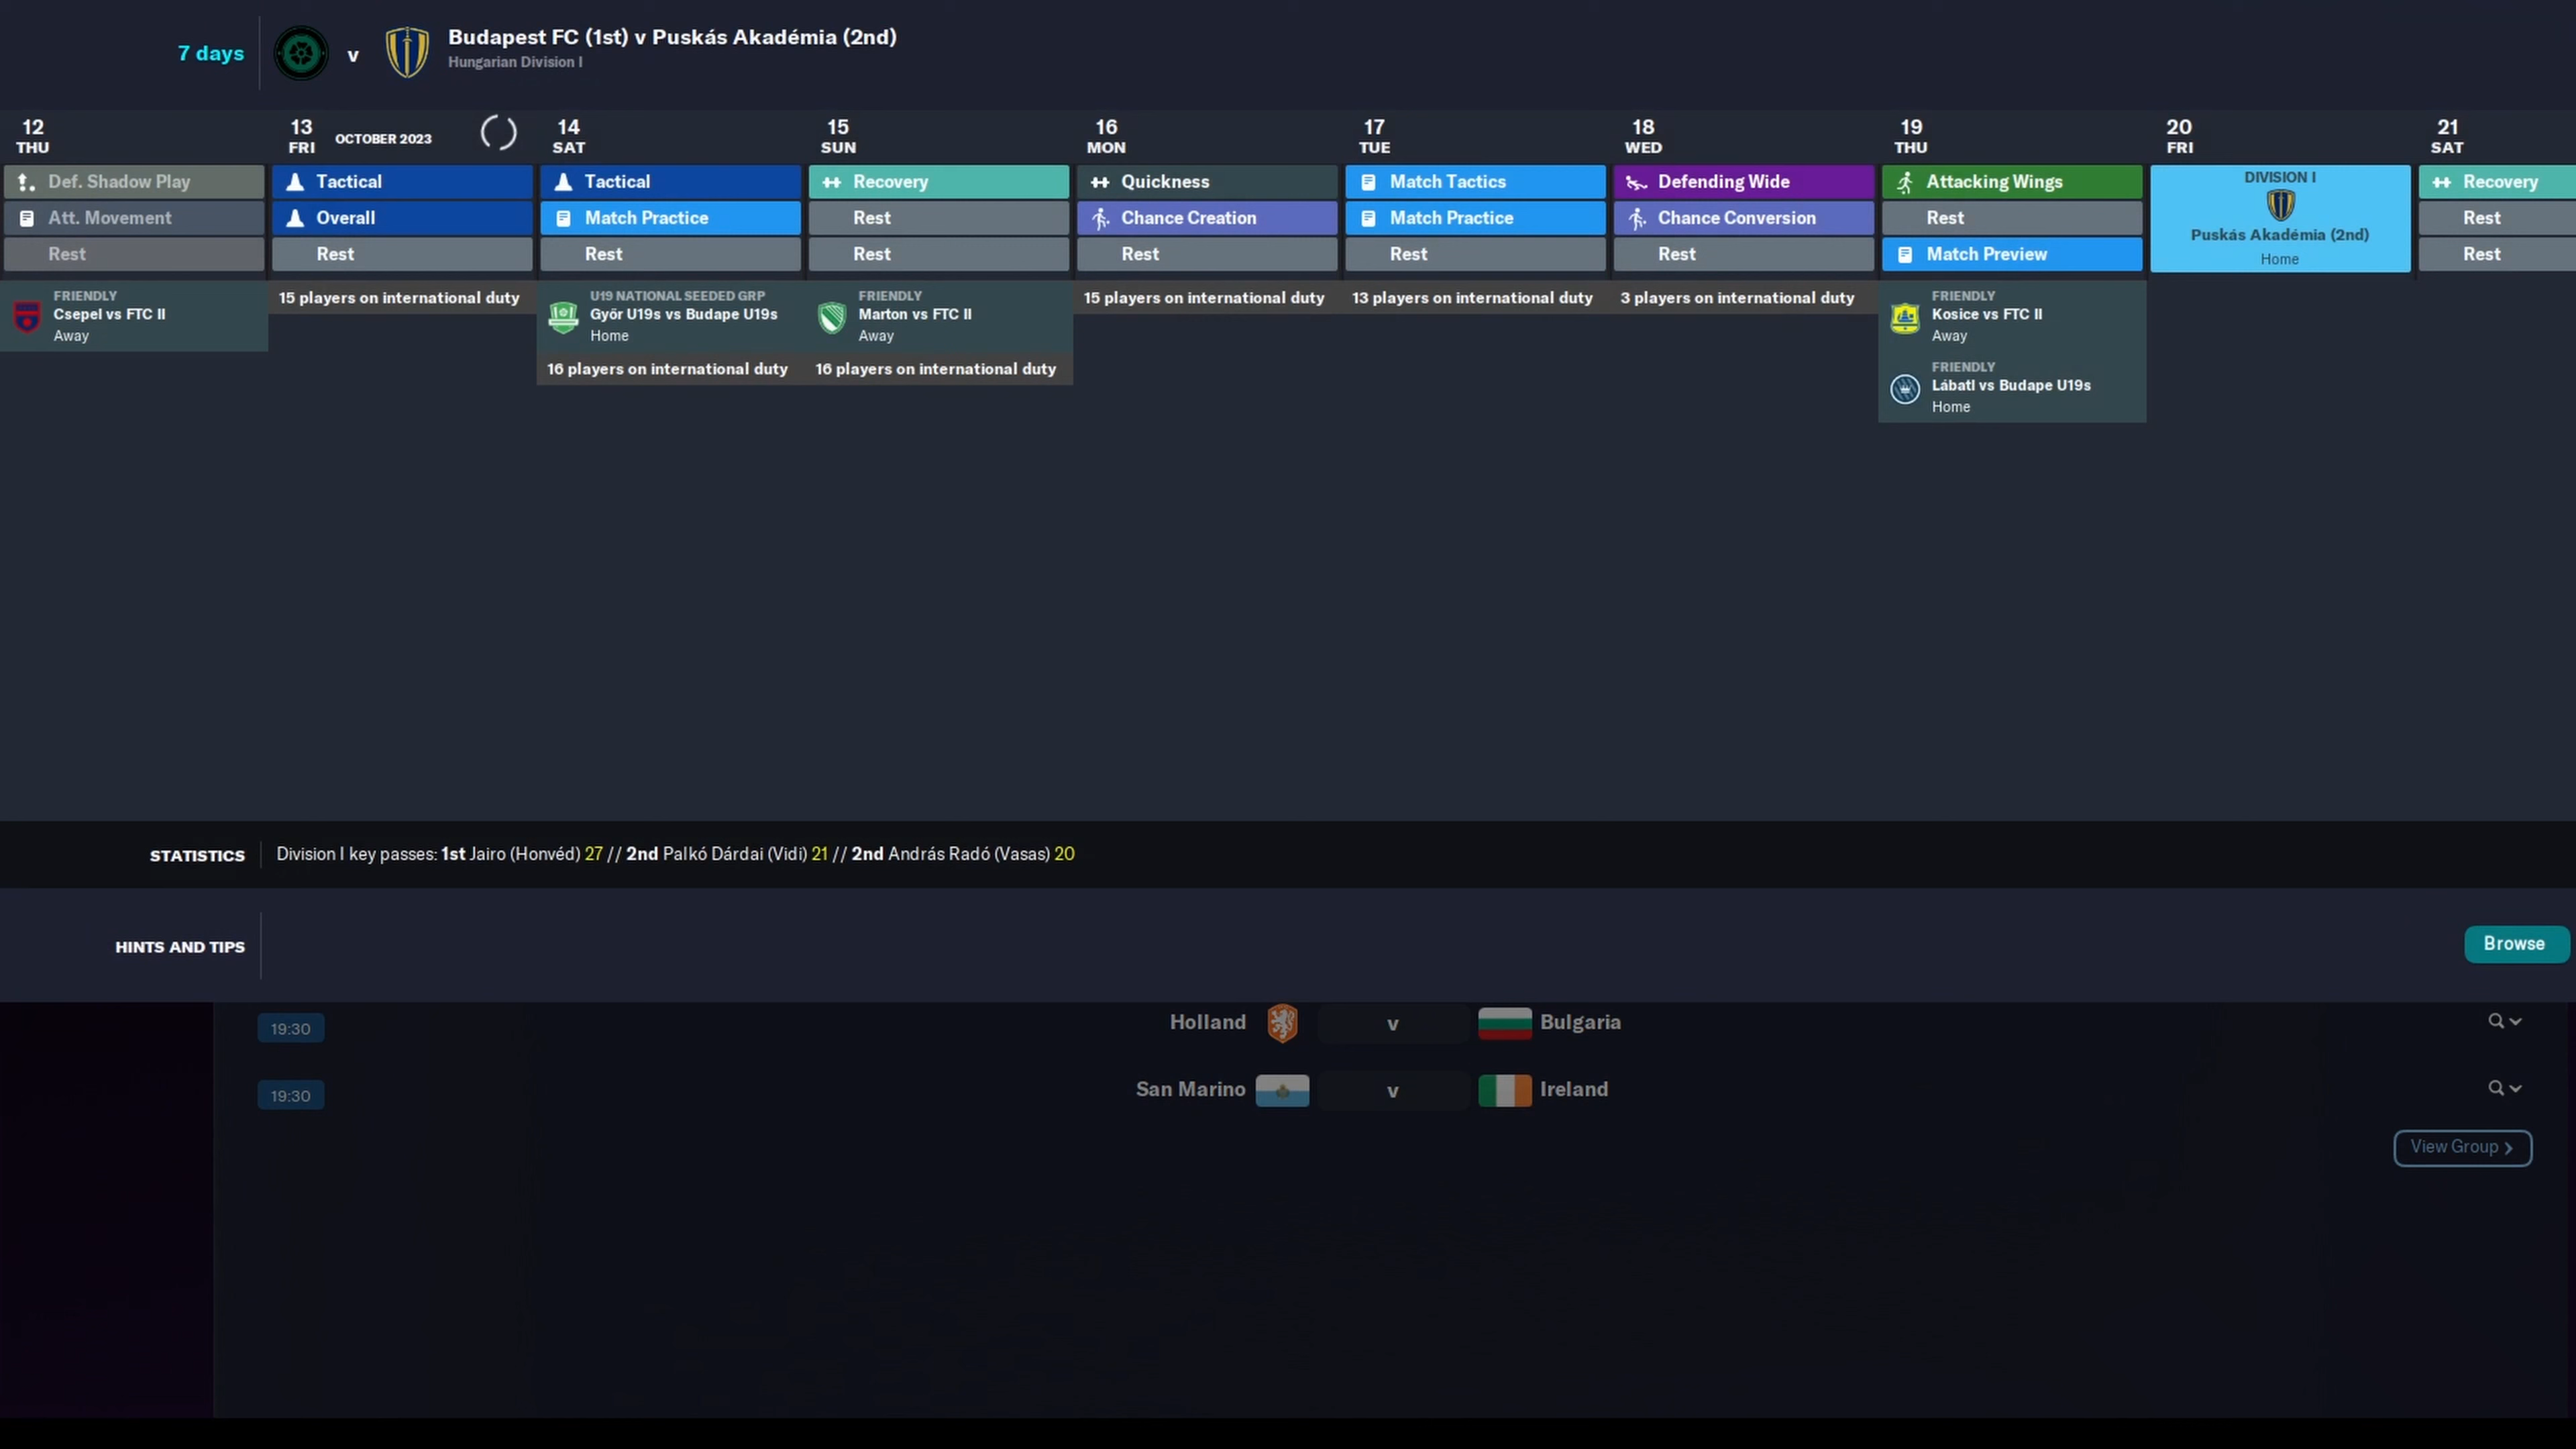 7 days
v
Budapest FC (1st) v Puskás Akadémia (2nd)
Hungarian Division I
12
THU
13
FRI
OCTOBER 2023
14
SAT
15
SUN
16
MON
17
TUE
18
WED
19
THU
20
FRI
21
SAT
Def. Shadow Play
Att. Movement
Rest
Tactical
Overall
Rest
Tactical
Match Practice
Rest
Recovery
Rest
Rest
Quickness
Chance Creation
Rest
Match Tactics
Match Practice
Rest
Defending Wide
Chance Conversion
Rest
Attacking Wings
Rest
Match Preview
DIVISION I
Puskás Akadémia (2nd)
Home
Recovery
Rest
Rest
FRIENDLY
Csepel vs FTC II
Away
15 players on international duty
U19 NATIONAL SEEDED GRP
Győr U19s vs Budape U19s
Home
16 players on international duty
FRIENDLY
Marton vs FTC II
Away
16 players on international duty
15 players on international duty
13 players on international duty
3 players on international duty
FRIENDLY
Kosice vs FTC II
Away
FRIENDLY
Lábatl vs Budape U19s
Home
STATISTICS
Division I key passes: 1st Jairo (Honvéd) 27 // 2nd Palkó Dárdai (Vidi) 21 // 2nd András Radó (Vasas) 20
HINTS AND TIPS
Browse
19:30
Holland
v
Bulgaria
19:30
San Marino
v
Ireland
View Group